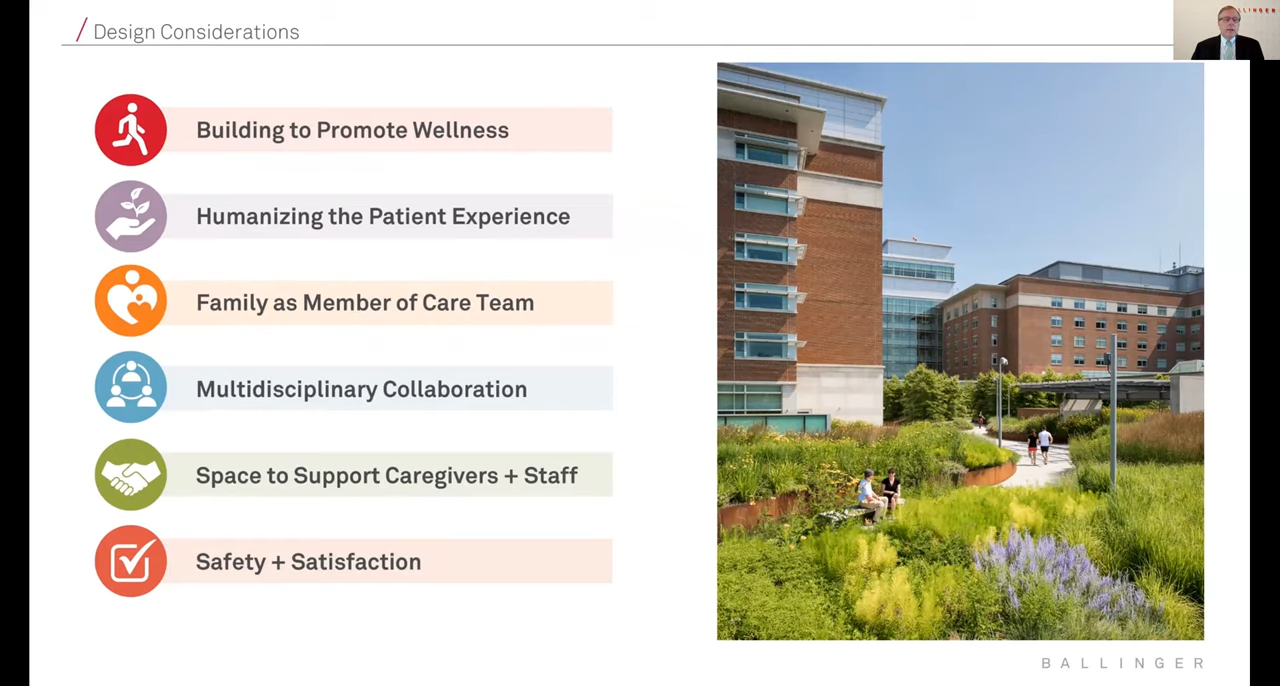 Design Considerations
Building to Promote Wellness
Humanizing the Patient Experience
Family as Member of Care Team
Multidisciplinary Collaboration
Space to Support Caregivers + Staff
Safety + Satisfaction
BALLINGER